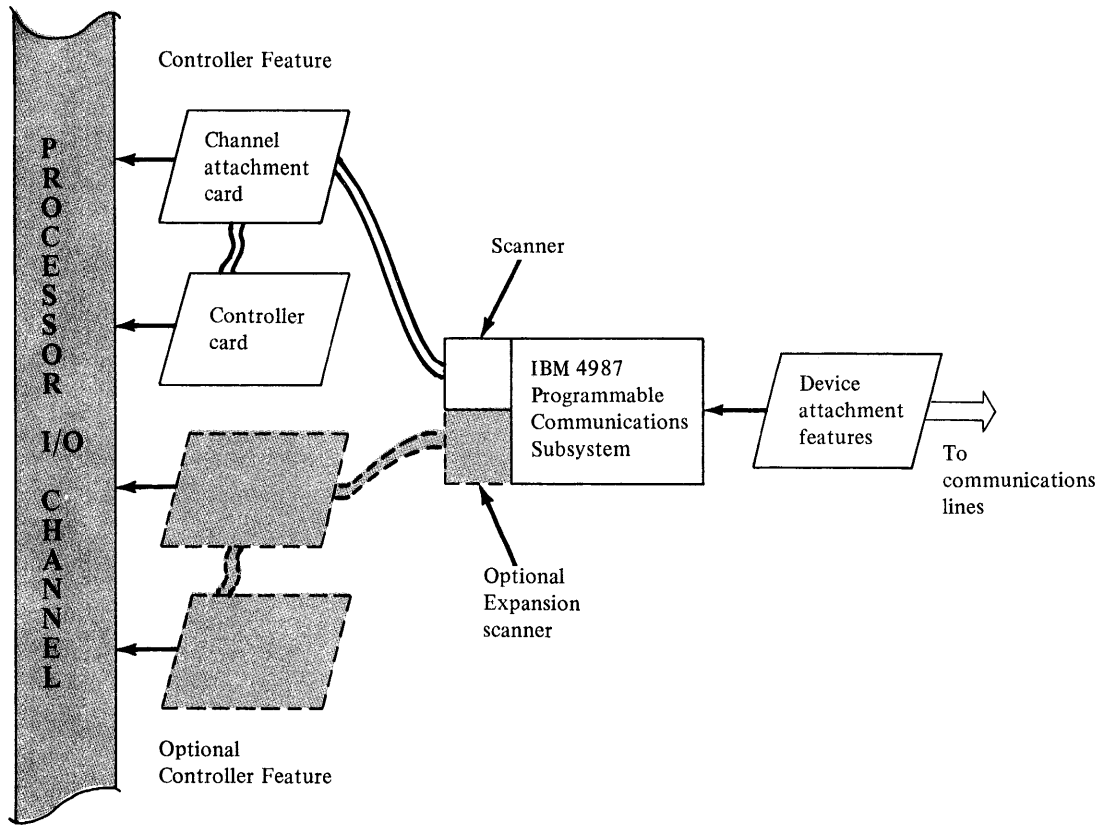 PROCESSOR I/O CHANNEL
Controller Feature
Channel
attachment
card
Controller
card
Scanner
IBM 4987
Programmable
Communications
Subsystem
Device
attachment
features
To
communications
lines
Optional
Expansion
scanner
Optional
Controller Feature